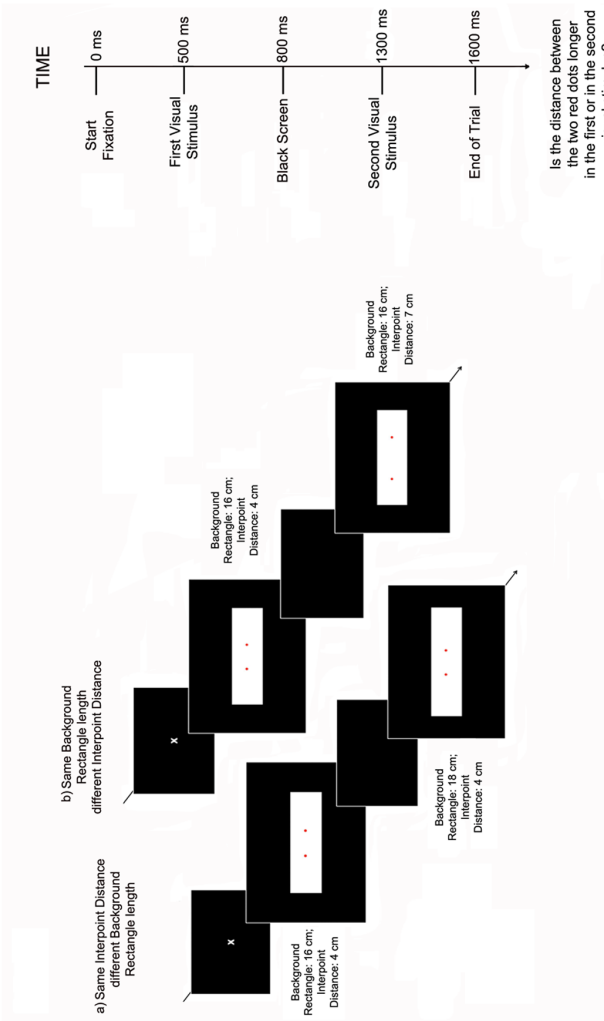 a) Same Interpoint Distance
different Background
Rectangle length
x
Background
Rectangle: 16 cm;
Interpoint
Distance: 4 cm
Background
Rectangle: 18 cm;
Interpoint
Distance: 4 cm
b) Same Background
Rectangle length
different Interpoint Distance
x
Background
Rectangle: 16 cm;
Interpoint
Distance: 4 cm
Background
Rectangle: 16 cm;
Interpoint
Distance: 7 cm
TIME
Start
Fixation
0 ms
First Visual
Stimulus
500 ms
Black Screen
800 ms
Second Visual
Stimulus
1300 ms
End of Trial
1600 ms
Is the distance between
the two red dots longer
in the first or in the second